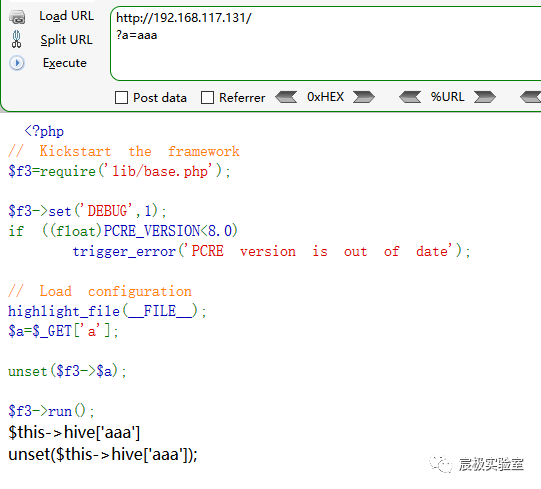 Load URL
Split URL
Execute
http://192.168.117.131/
?a=aaa
Post data Referrer 0xHEX %URL
<?php
// Kickstart the framework
$f3=require('lib/base.php');
$f3->set('DEBUG',1);
if ((float)PCRE_VERSION<8.0)
trigger_error('PCRE version is out of date');
// Load configuration
highlight_file(__FILE__);
$a=$_GET['a'];
unset($f3->$a);
$f3->run();
$this->hive['aaa']
unset($this->hive['aaa']);
宸极实验室